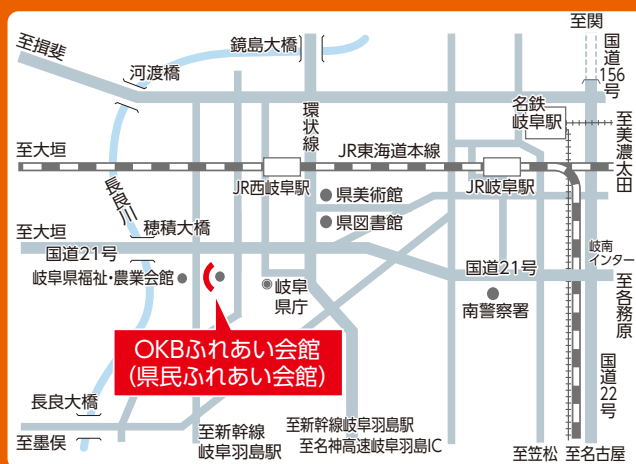 至関
至揖斐
鏡島大橋
国道156号
河渡橋
環状線
名鉄
岐阜駅
至美濃太田
至大垣
JR東海道本線
長良川
JR西岐阜駅
JR岐阜駅
県美術館
県図書館
至大垣
穂積大橋
国道21号
岐阜県福祉・農業会館
岐阜
県庁
国道21号
岐南
インター
至各務原
南警察署
OKBふれあい会館
(県民ふれあい会館)
国道22号
長良大橋
至墨俣
至新幹線
岐阜羽島駅
至新幹線岐阜羽島駅
至名神高速岐阜羽島IC
至笠松
至名古屋